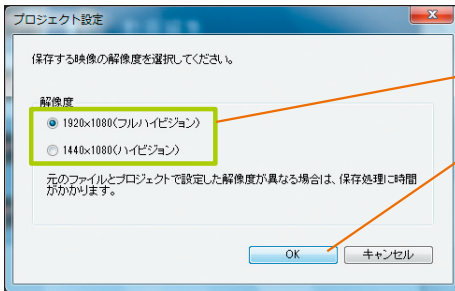 プロジェクト設定
保存する映像の解像度を選択してください。
解像度
1920×1080(フルハイビジョン)
1440×1080(ハイビジョン)
元のファイルとプロジェクトで設定した解像度が異なる場合は、保存処理に時間
がかかります。
OK キャンセル